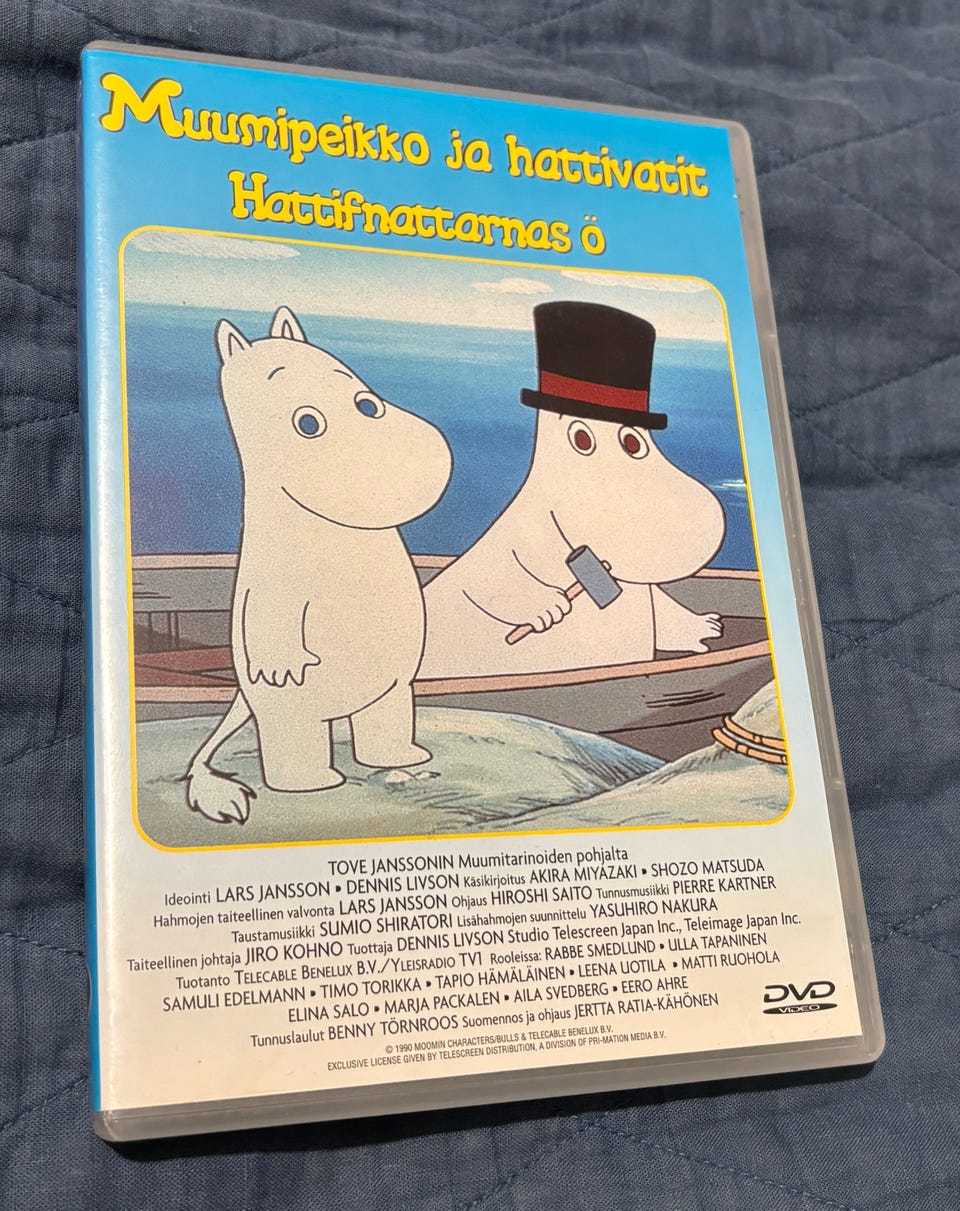 Muumipeikko ja hattivatit
Hattifnattarnas ö
TOVE JANSSONIN Muumitarinoiden pohjalta
Ideointi LARS JANSSON • DENNIS LIVSON Käsikirjoitus AKIRA MIYAZAKI • SHOZO MATSUDA
Hahmojen taiteellinen valvonta LARS JANSSON Ohjaus HIROSHI SAITO Tunnusmusiikki PIERRE KARTNER
Taustamusiikki SUMIO SHIRATORI Lisähahmojen suunnittelu YASUHIRO NAKURA
Taiteellinen johtaja JIRO KOHNO Tuottaja DENNIS LIVSON Studio Telescreen Japan Inc., Teleimage Japan Inc.
Tuotanto TELECABLE BENELUX B.V./YLEISRADIO TV1 Rooleissa: RABBE SMEDLUND • ULLA TAPANINEN
SAMULI EDELMANN • TIMO TORIKKA • TAPIO HÄMÄLÄINEN • LEENA UOTILA • MATTI RUOHOLA
ELINA SALO • MARJA PACKALEN • AILA SVEDBERG • EERO AHRE
Tunnuslaulut BENNY TÖRNROOS Suomennos ja ohjaus JERTTA RATIA-KÄHÖNEN
© 1990 MOOMIN CHARACTERS/BULLS & TELECABLE BENELUX B.V.
EXCLUSIVE LICENSE GIVEN BY TELESCREEN DISTRIBUTION, A DIVISION OF PRI-MATION MEDIA B.V.
DVD
VIDEO